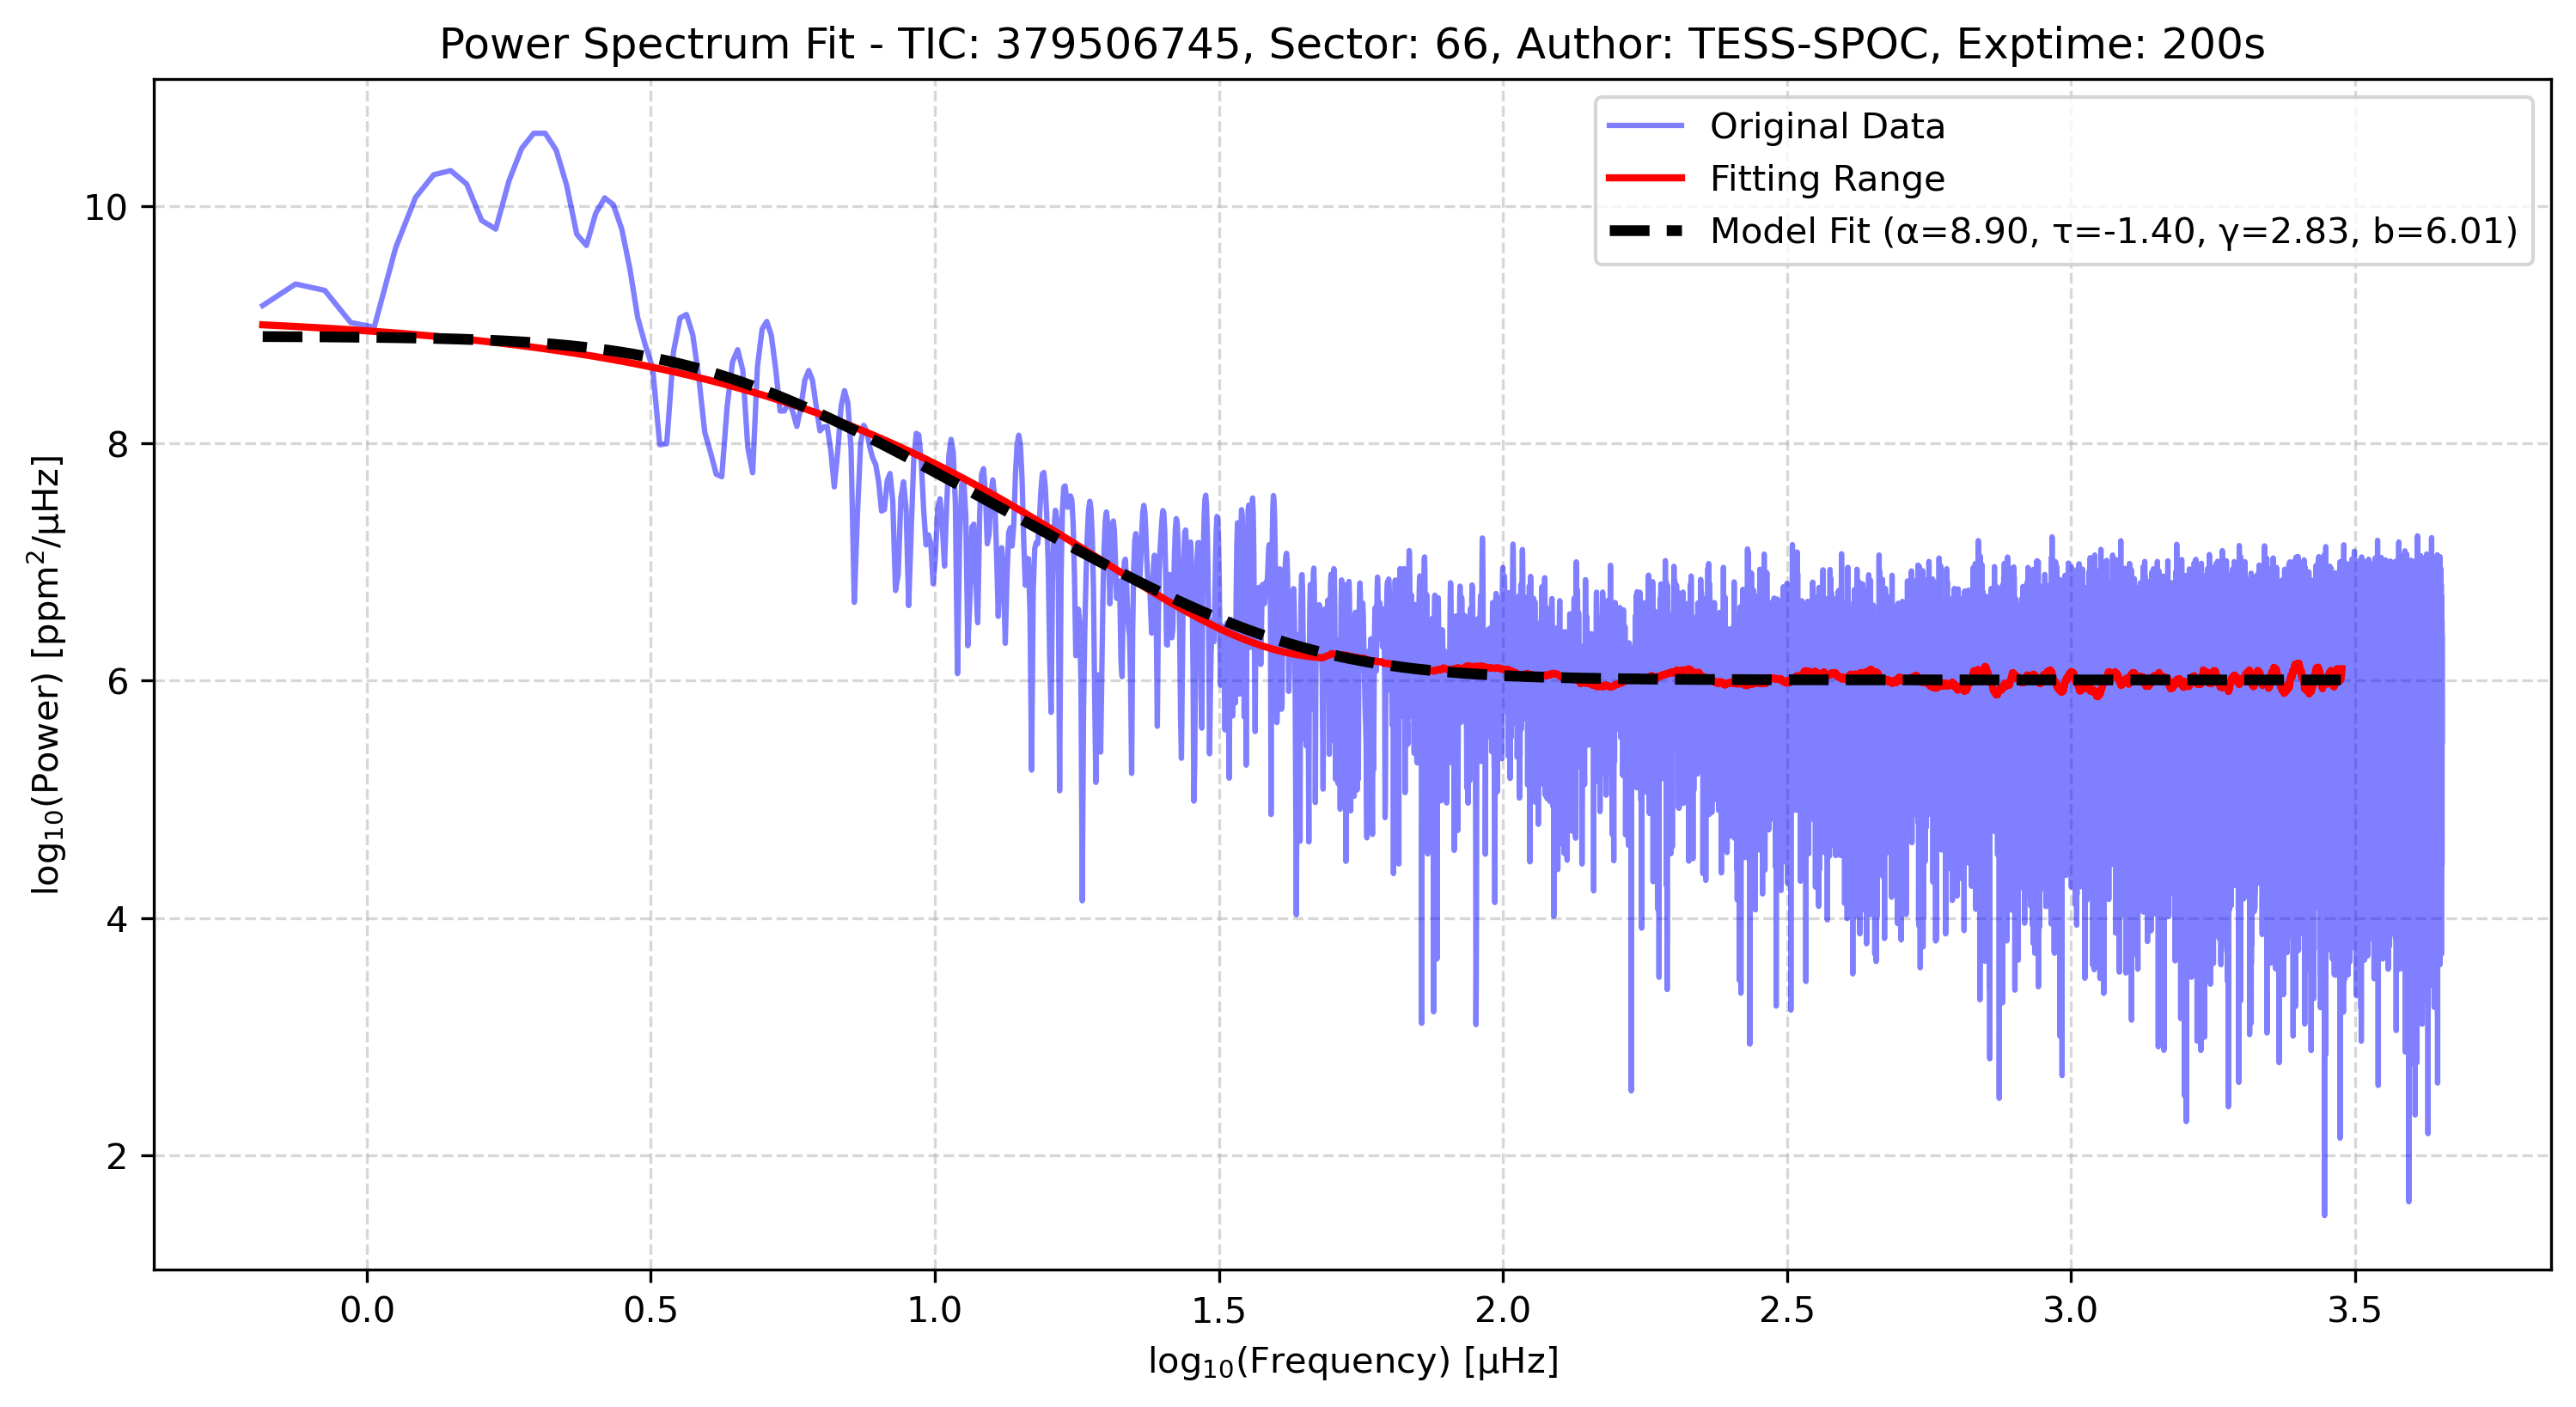 Power Spectrum Fit - TIC: 379506745, Sector: 66, Author: TESS-SPOC, Exptime: 200s
Original Data
Fitting Range
Model Fit (α=8.90, τ=-1.40, γ=2.83, b=6.01)
log₁₀(Power) [ppm²/μHz]
10
8
6
4
2
0.0 0.5 1.0 1.5 2.0 2.5 3.0 3.5
log₁₀(Frequency) [μHz]